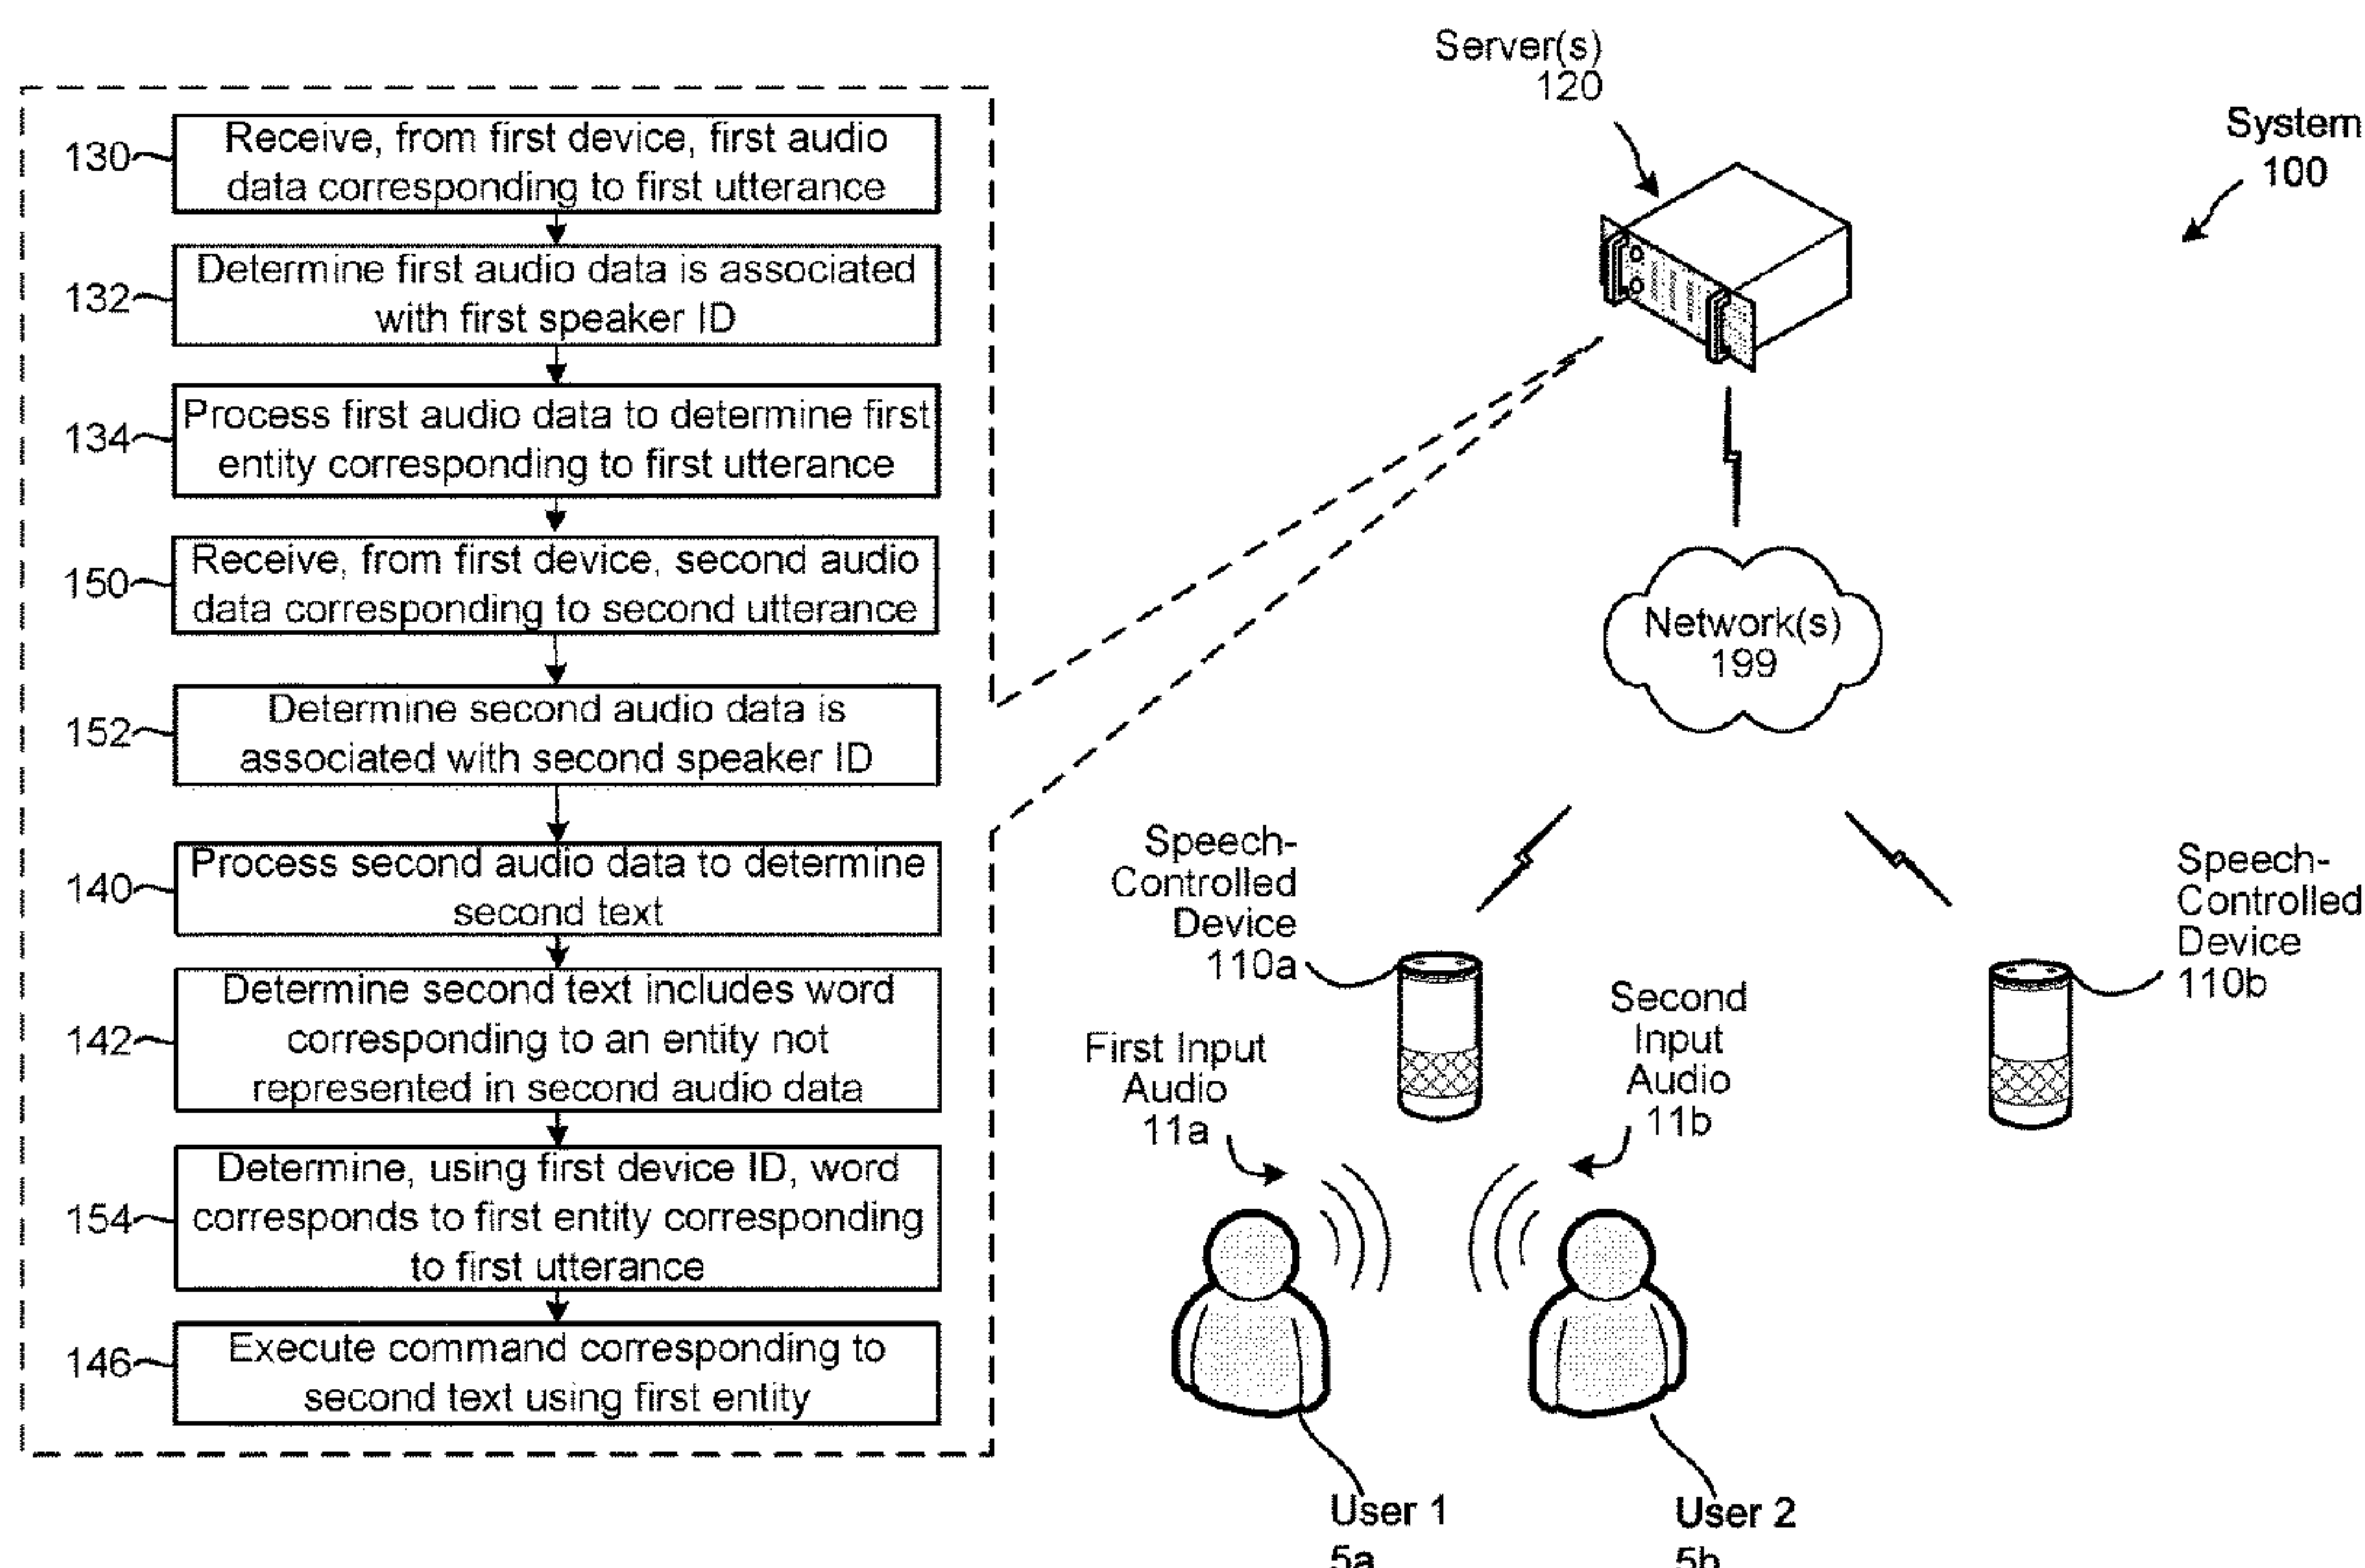 130
Receive, from first device, first audio
data corresponding to first utterance
132
Determine first audio data is associated
with first speaker ID
134
Process first audio data to determine first
entity corresponding to first utterance
150
Receive, from first device, second audio
data corresponding to second utterance
152
Determine second audio data is
associated with second speaker ID
140
Process second audio data to determine
second text
142
Determine second text includes word
corresponding to an entity not
represented in second audio data
154
Determine, using first device ID, word
corresponds to first entity corresponding
to first utterance
146
Execute command corresponding to
second text using first entity
Server(s)
120
System
100
Network(s)
199
Speech-
Controlled
Device
110a
Speech-
Controlled
Device
110b
First Input
Audio
11a
Second
Input
Audio
11b
User 1
5a
User 2
5b